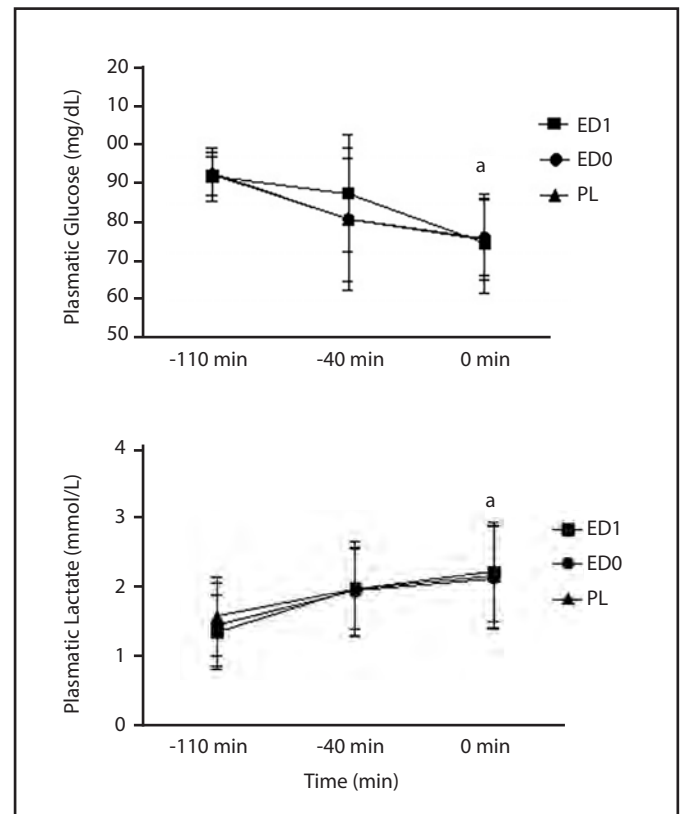 Plasmatic Glucose (mg/dL)
20
10
00
90
80
70
60
50
a
ED1
ED0
PL
-110 min -40 min 0 min
Plasmatic Lactate (mmol/L)
4
3
2
1
0
a
ED1
ED0
PL
-110 min -40 min 0 min
Time (min)